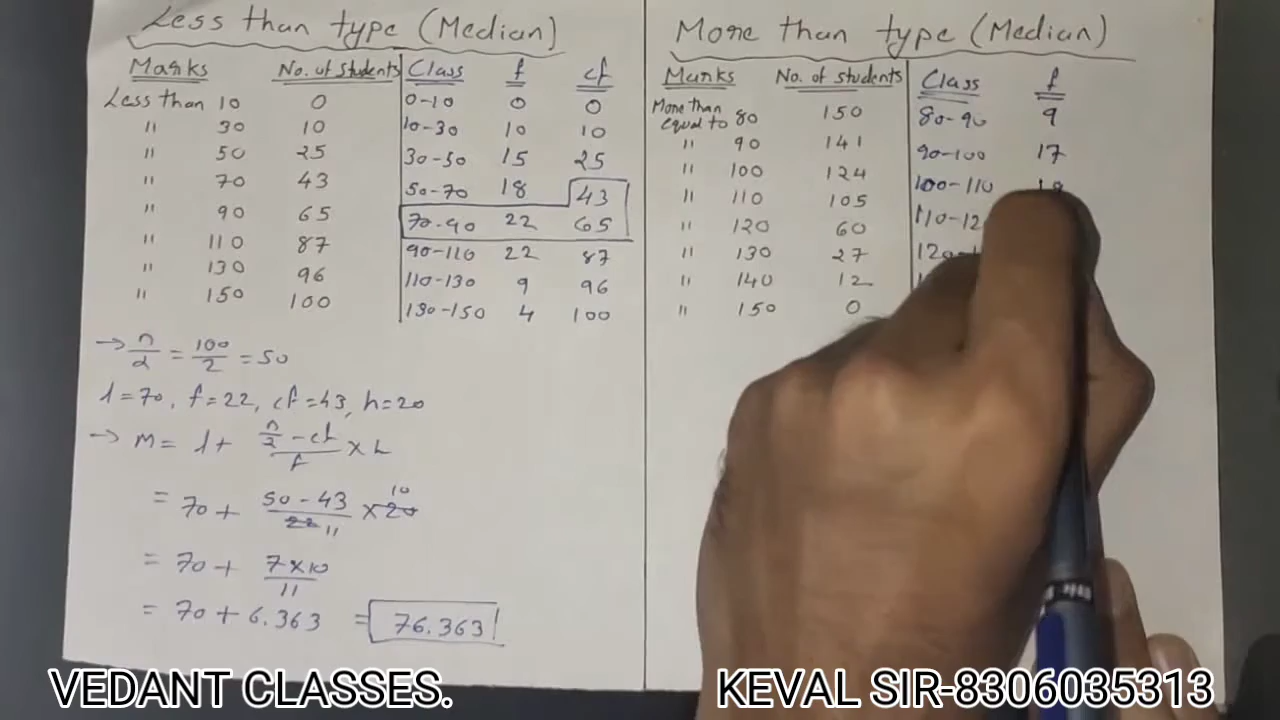 Less than type (Median)
Marks No. of students Class f cf
Less than 10 0 0-10 0 0
" 30 10 10-30 10 10
" 50 25 30-50 15 25
" 70 43 50-70 18 43
" 90 65 70-90 22 65
" 110 87 90-110 22 87
" 130 96 110-130 9 96
" 150 100 130-150 4 100
→ n/2 = 100/2 = 50
l=70, f=22, cf=43, h=20
→ M = l + (n/2 - cf)/f × h
= 70 + (50-43)/22 11 × 20 10
= 70 + (7×10)/11
= 70 + 6.363 = 76.363
More than type (Median)
Marks No. of students Class f
More than equal to 80 150 80-90 9
" 90 141 90-100 17
" 100 124 100-110
" 110 105
" 120 60
" 130 27
" 140 12
" 150 0
VEDANT CLASSES.
KEVAL SIR-8306035313